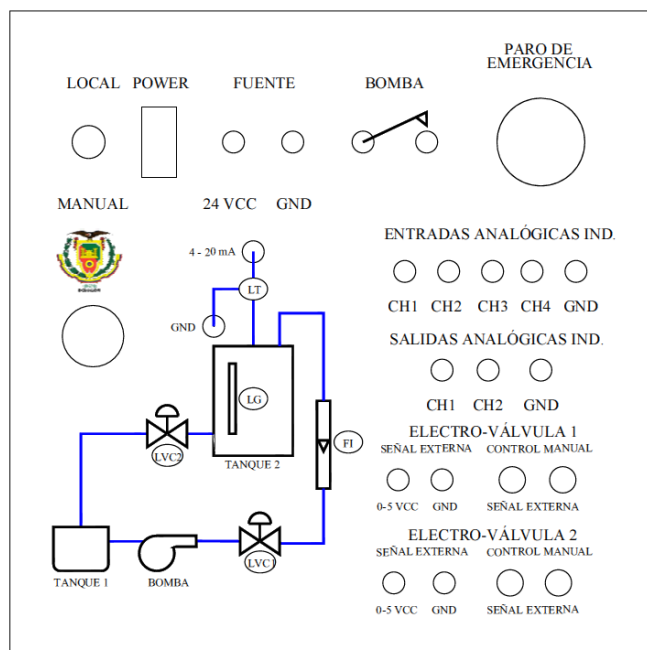 PARO DE
EMERGENCIA
LOCAL POWER FUENTE BOMBA
MANUAL 24 VCC GND
4 - 20 mA
LT
GND
ENTRADAS ANALÓGICAS IND.
CH1 CH2 CH3 CH4 GND
SALIDAS ANALÓGICAS IND.
CH1 CH2 GND
LG
FI
LVC2
TANQUE 2
ELECTRO-VÁLVULA 1
SEÑAL EXTERNA CONTROL MANUAL
0-5 VCC GND SEÑAL EXTERNA
ELECTRO-VÁLVULA 2
SEÑAL EXTERNA CONTROL MANUAL
0-5 VCC GND SEÑAL EXTERNA
LVC1
TANQUE 1 BOMBA